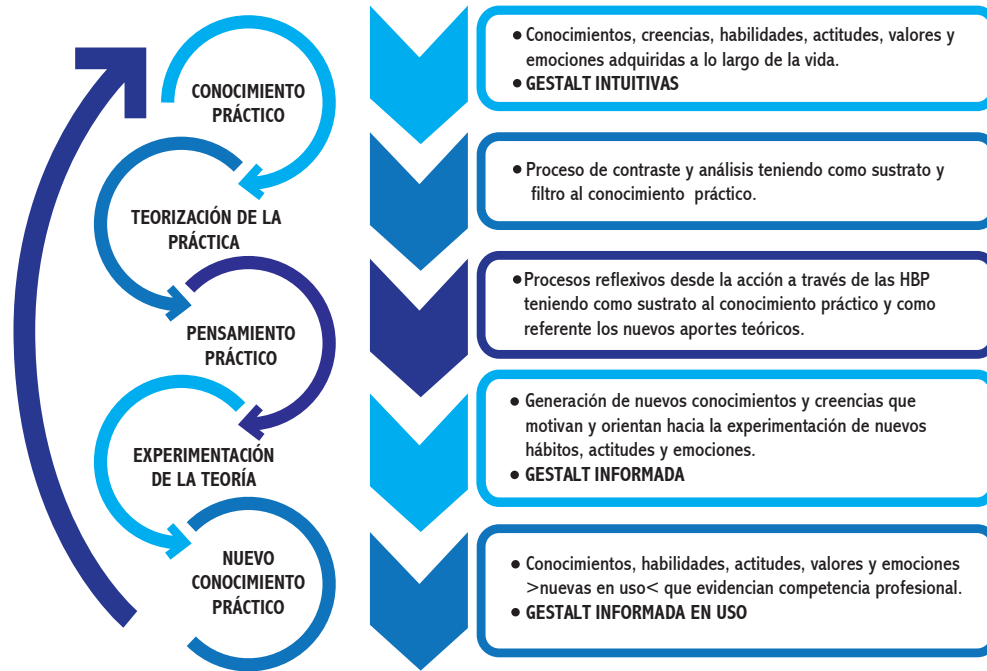 CONOCIMIENTO
PRÁCTICO
• Conocimientos, creencias, habilidades, actitudes, valores y
emociones adquiridas a lo largo de la vida.
• GESTALT INTUITIVAS
TEORIZACIÓN DE LA
PRÁCTICA
• Proceso de contraste y análisis teniendo como sustrato y
filtro al conocimiento práctico.
PENSAMIENTO
PRÁCTICO
• Procesos reflexivos desde la acción a través de las HBP
teniendo como sustrato al conocimiento práctico y como
referente los nuevos aportes teóricos.
EXPERIMENTACIÓN
DE LA TEORÍA
• Generación de nuevos conocimientos y creencias que
motivan y orientan hacia la experimentación de nuevos
hábitos, actitudes y emociones.
• GESTALT INFORMADA
NUEVO
CONOCIMIENTO
PRÁCTICO
• Conocimientos, habilidades, actitudes, valores y emociones
>nuevas en uso< que evidencian competencia profesional.
• GESTALT INFORMADA EN USO